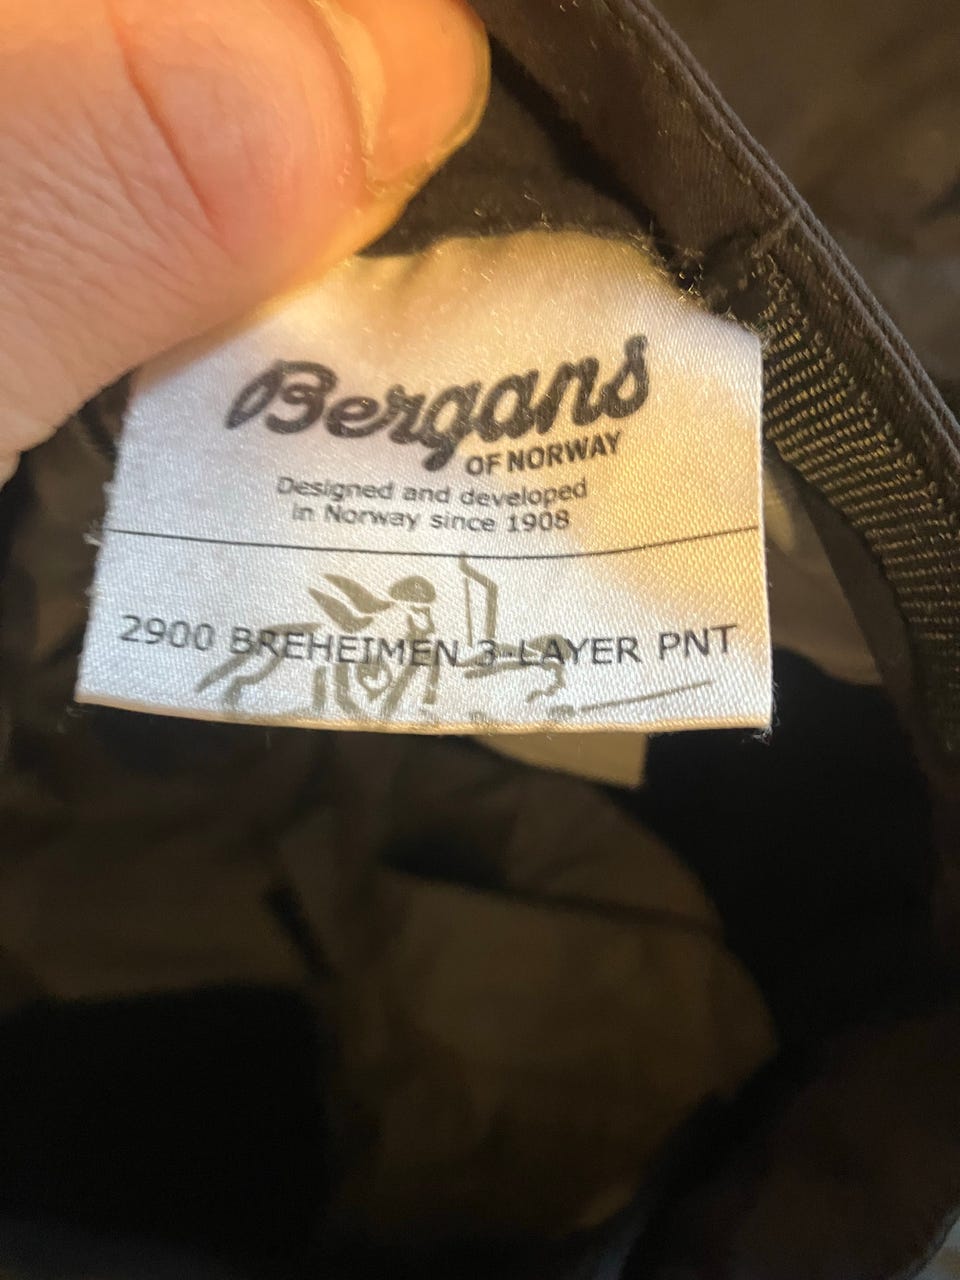 Bergans
OF NORWAY
Designed and developed
in Norway since 1908
2900 BREHEIMEN 3-LAYER PNT